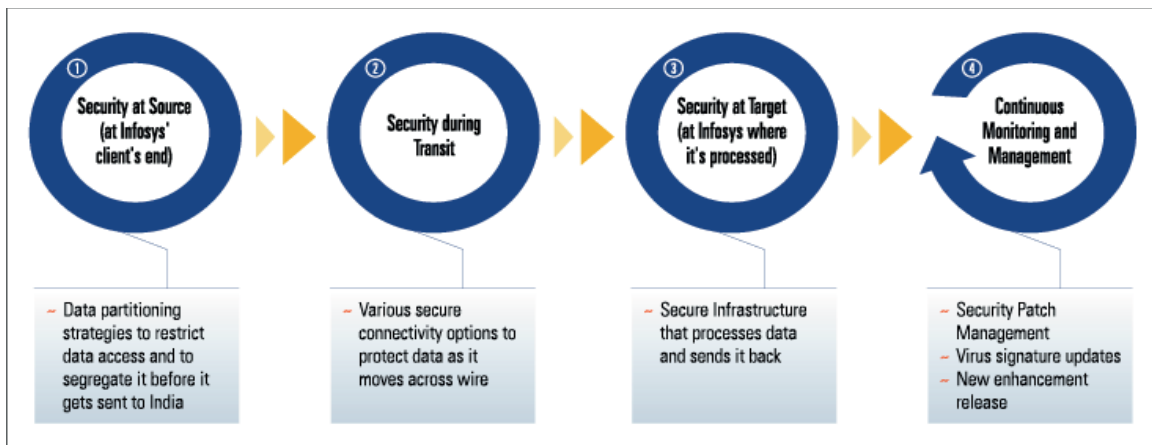 1
Security at Source
(at Infosys'
client's end)
2
Security during
Transit
3
Security at Target
(at Infosys where
it's processed)
4
Continuous
Monitoring and
Management
~ Data partitioning
strategies to restrict
data access and to
segregate it before it
gets sent to India
~ Various secure
connectivity options to
protect data as it
moves across wire
~ Secure Infrastructure
that processes data
and sends it back
~ Security Patch
Management
~ Virus signature updates
~ New enhancement
release